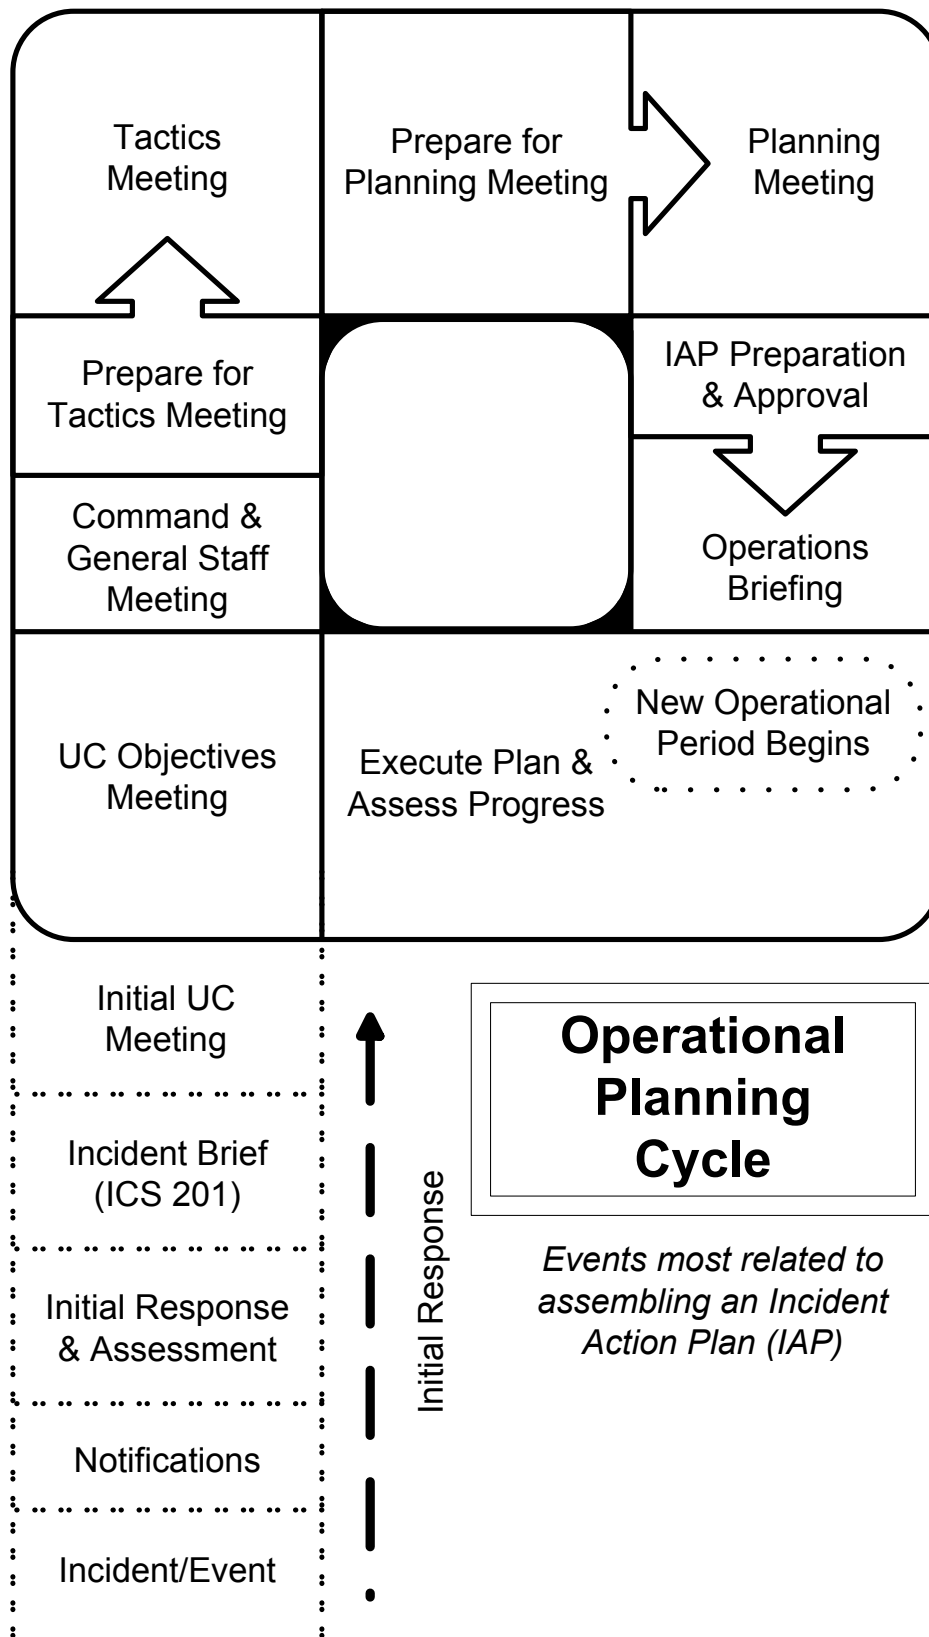 Tactics
Meeting
Prepare for
Planning Meeting
Planning
Meeting
Prepare for
Tactics Meeting
IAP Preparation
& Approval
Command &
General Staff
Meeting
Operations
Briefing
UC Objectives
Meeting
Execute Plan &
Assess Progress
New Operational
Period Begins
Initial UC
Meeting
Incident Brief
(ICS 201)
Initial Response
& Assessment
Notifications
Incident/Event
Initial Response
Operational
Planning
Cycle
Events most related to
assembling an Incident
Action Plan (IAP)